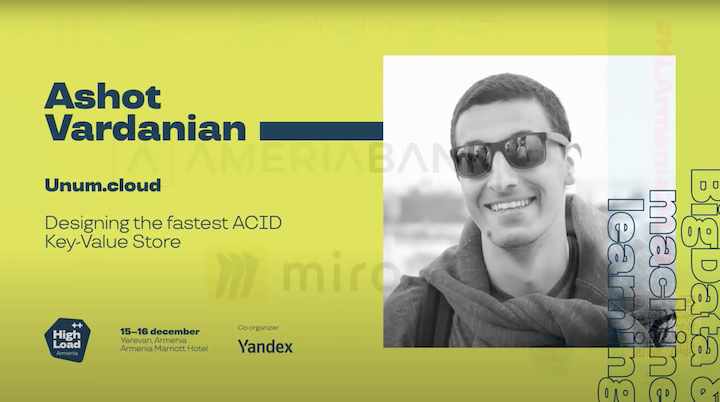 Ashot
Vardanian
Unum.cloud
Designing the fastest ACID
Key-Value Store
++
High
Load
Armenia
15–16 december
Yerevan, Armenia
Armenia Marriott Hotel
Co-organizer
Yandex
AMERIABANK
miro
BigData &
machine
learning